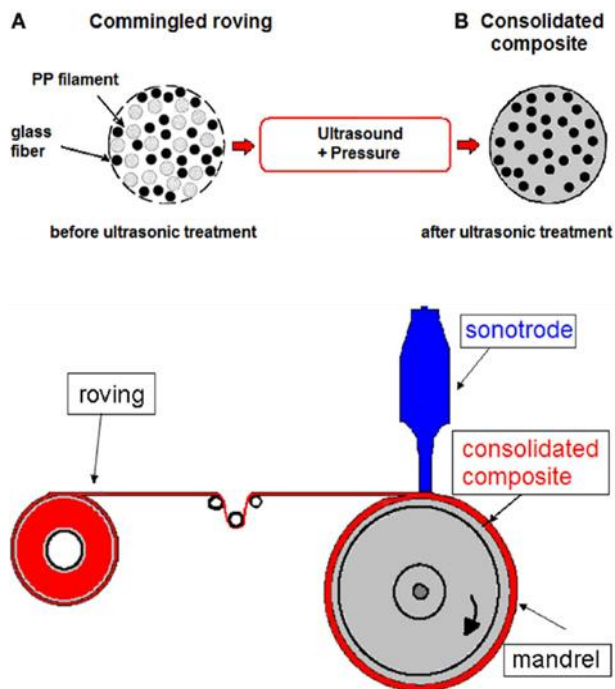 A
Commingled roving
B
Consolidated
composite
PP filament
glass
fiber
Ultrasound
+ Pressure
before ultrasonic treatment
after ultrasonic treatment
sonotrode
roving
consolidated
composite
mandrel